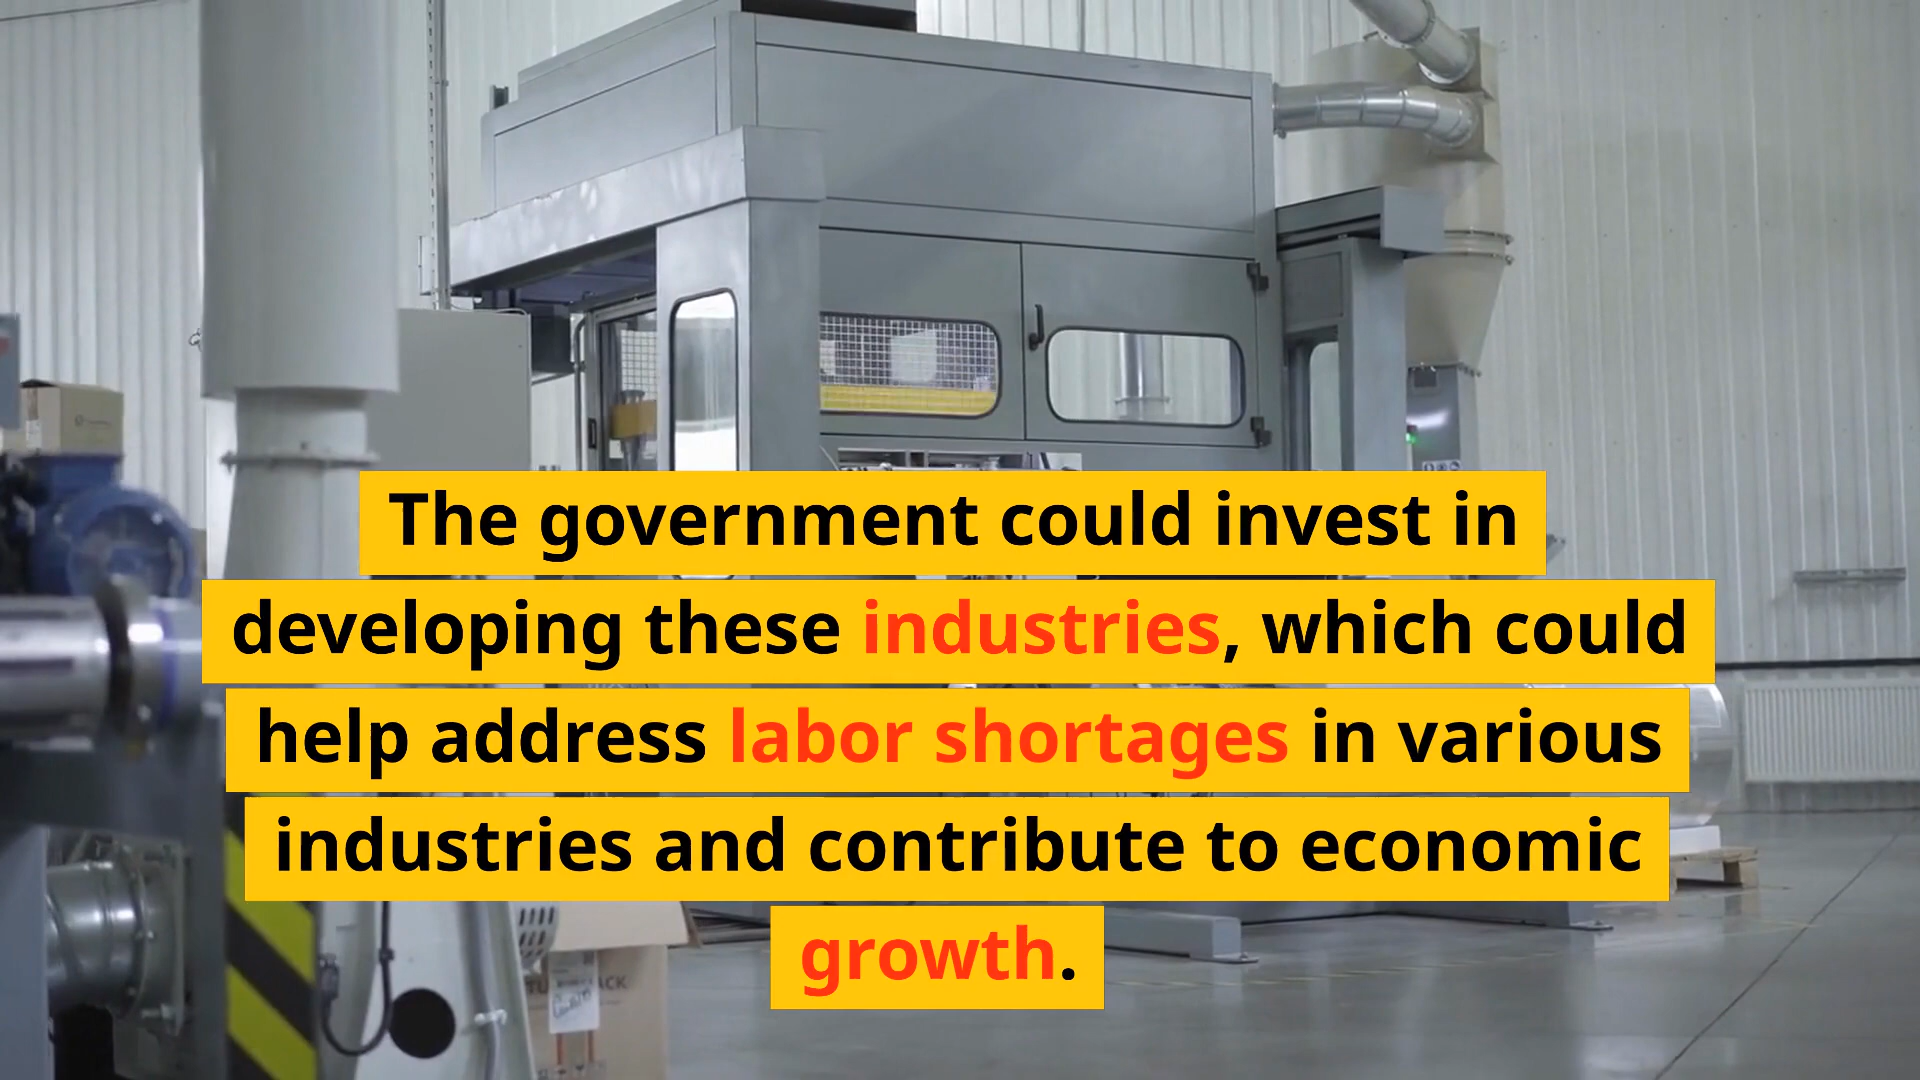 The government could invest in
developing these industries, which could
help address labor shortages in various
industries and contribute to economic
growth.